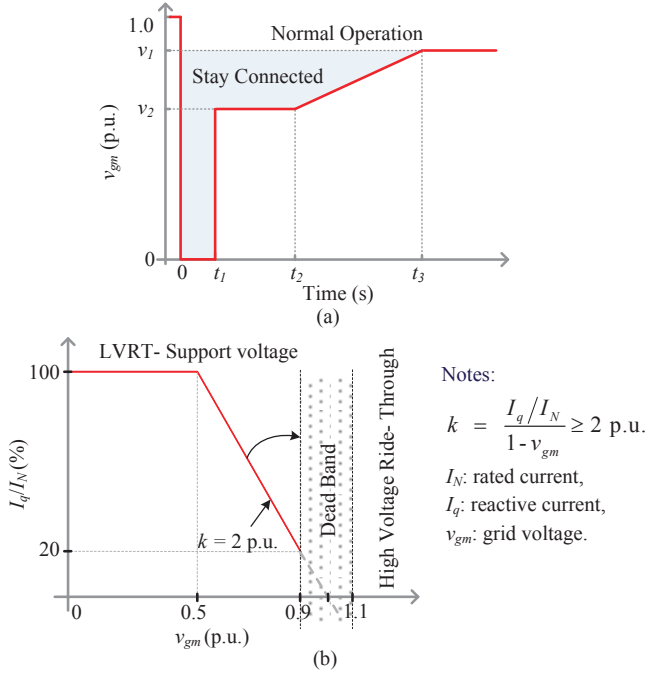 1.0
Normal Operation
v1
Stay Connected
v2
vgm (p.u.)
0
0 t1 t2 t3
Time (s)
(a)
LVRT- Support voltage
100
Iq/IN (%)
k = 2 p.u.
20
Dead Band
High Voltage Ride- Through
0 0.5 0.9 1.1
vgm (p.u.)
(b)
Notes:
k = Iq/IN / 1-vgm ≥ 2 p.u.
IN: rated current,
Iq: reactive current,
vgm: grid voltage.